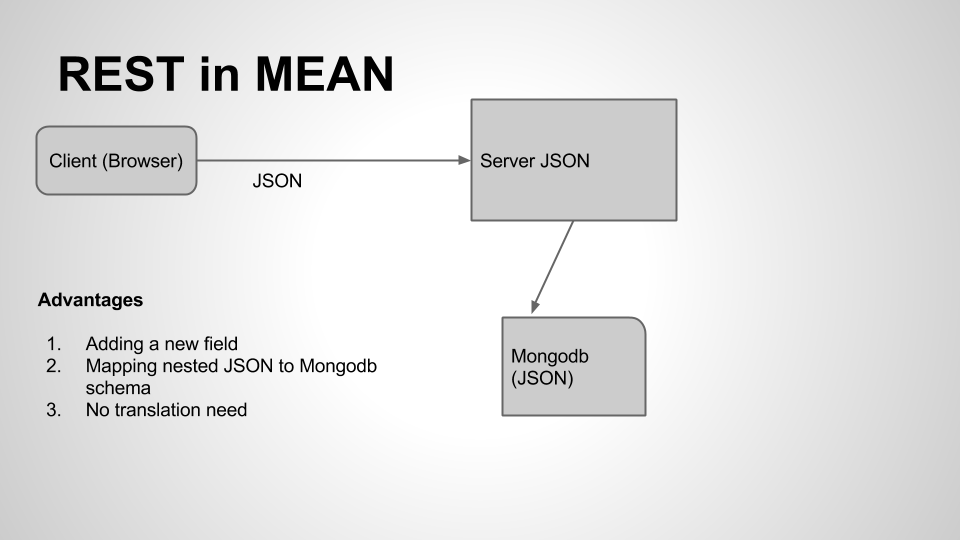 REST in MEAN
Client (Browser)
JSON
Server JSON
Advantages
1. Adding a new field
2. Mapping nested JSON to Mongodb
schema
3. No translation need
Mongodb
(JSON)